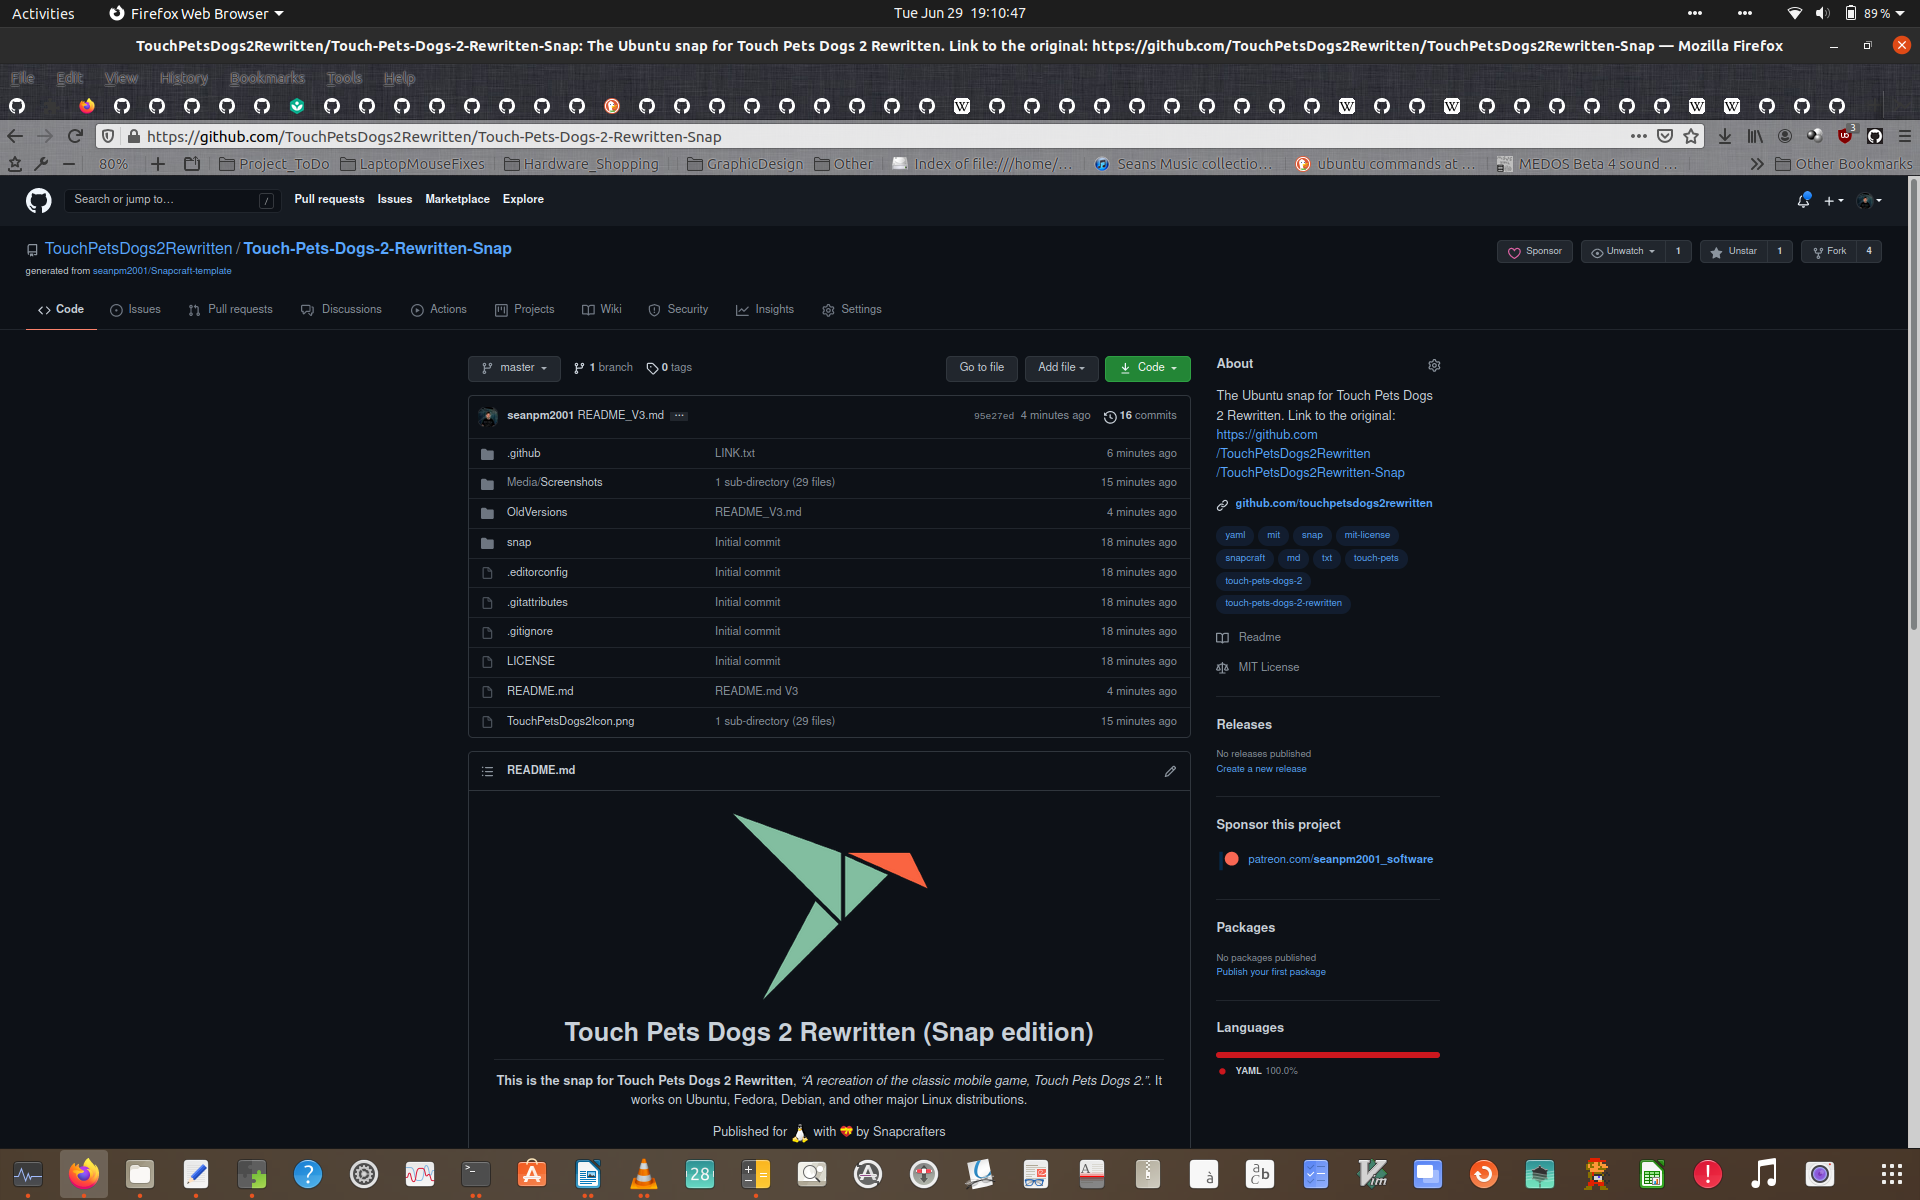 Activities
Firefox Web Browser
Tue Jun 29 19:10:47
89 %
TouchPetsDogs2Rewritten/Touch-Pets-Dogs-2-Rewritten-Snap: The Ubuntu snap for Touch Pets Dogs 2 Rewritten. Link to the original: https://github.com/TouchPetsDogs2Rewritten/TouchPetsDogs2Rewritten-Snap — Mozilla Firefox
File Edit View History Bookmarks Tools Help
https://github.com/TouchPetsDogs2Rewritten/Touch-Pets-Dogs-2-Rewritten-Snap
3
80% Project_ToDo LaptopMouseFixes Hardware_Shopping GraphicDesign Other Index of file:///home/... Seans Music collectio... ubuntu commands at ... MEDOS Beta 4 sound ... Other Bookmarks
Search or jump to... / Pull requests Issues Marketplace Explore
TouchPetsDogs2Rewritten / Touch-Pets-Dogs-2-Rewritten-Snap
Sponsor Unwatch 1 Unstar 1 Fork 4
generated from seanpm2001/Snapcraft-template
Code Issues Pull requests Discussions Actions Projects Wiki Security Insights Settings
master 1 branch 0 tags Go to file Add file Code
seanpm2001 README_V3.md ... 95e27ed 4 minutes ago 16 commits
.github LINK.txt 6 minutes ago
Media/Screenshots 1 sub-directory (29 files) 15 minutes ago
OldVersions README_V3.md 4 minutes ago
snap Initial commit 18 minutes ago
.editorconfig Initial commit 18 minutes ago
.gitattributes Initial commit 18 minutes ago
.gitignore Initial commit 18 minutes ago
LICENSE Initial commit 18 minutes ago
README.md README.md V3 4 minutes ago
TouchPetsDogs2Icon.png 1 sub-directory (29 files) 15 minutes ago
README.md
Touch Pets Dogs 2 Rewritten (Snap edition)
This is the snap for Touch Pets Dogs 2 Rewritten, “A recreation of the classic mobile game, Touch Pets Dogs 2.”. It
works on Ubuntu, Fedora, Debian, and other major Linux distributions.
Published for with by Snapcrafters
About
The Ubuntu snap for Touch Pets Dogs
2 Rewritten. Link to the original:
https://github.com
/TouchPetsDogs2Rewritten
/TouchPetsDogs2Rewritten-Snap
github.com/touchpetsdogs2rewritten
yaml mit snap mit-license
snapcraft md txt touch-pets
touch-pets-dogs-2
touch-pets-dogs-2-rewritten
Readme
MIT License
Releases
No releases published
Create a new release
Sponsor this project
patreon.com/seanpm2001_software
Packages
No packages published
Publish your first package
Languages
YAML 100.0%
28